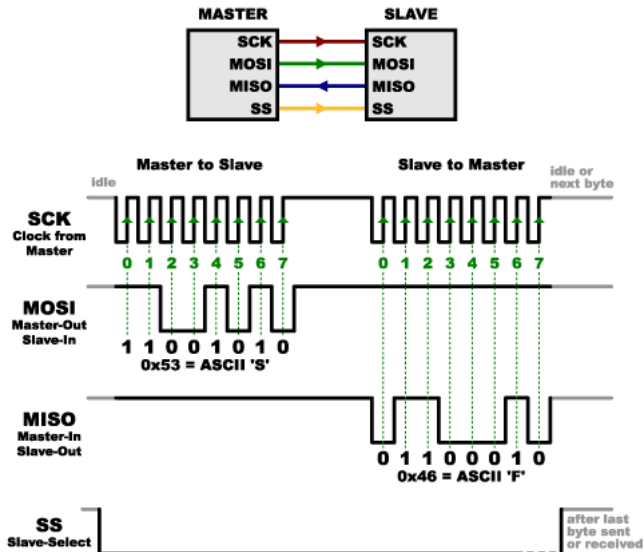 MASTER SLAVE
SCK SCK
MOSI MOSI
MISO MISO
SS SS
Master to Slave Slave to Master
idle
idle or
next byte
SCK
Clock from
Master
0 1 2 3 4 5 6 7 0 1 2 3 4 5 6 7
MOSI
Master-Out
Slave-In
1 1 0 0 1 0 1 0
0x53 = ASCII 'S'
MISO
Master-In
Slave-Out
0 1 1 0 0 0 1 0
0x46 = ASCII 'F'
SS
Slave-Select
after last
byte sent
or received